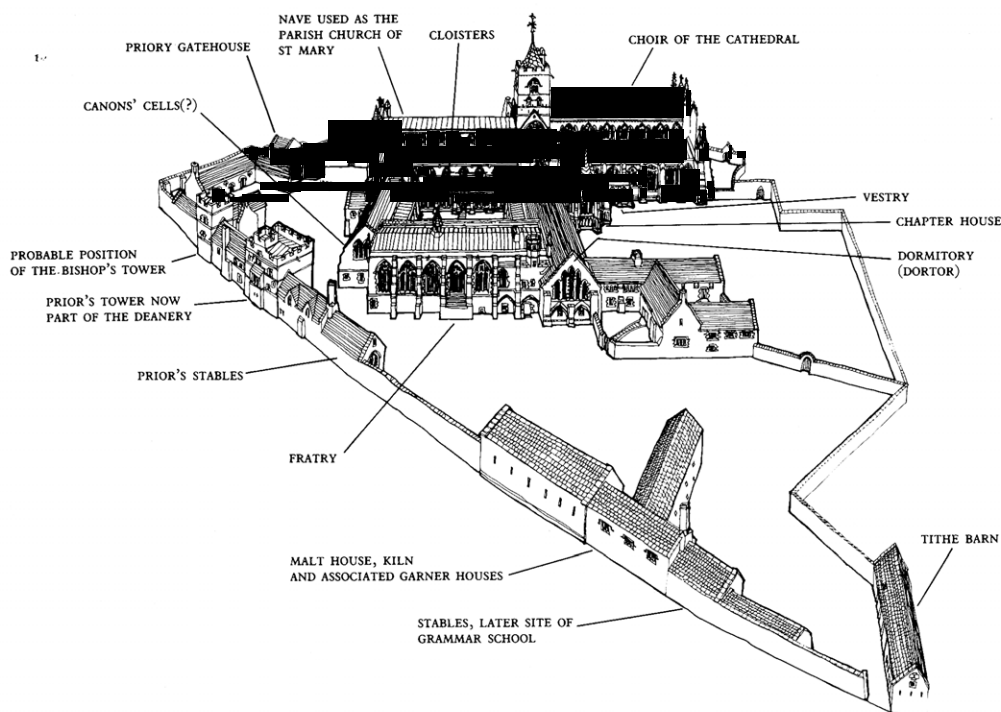 NAVE USED AS THE
PARISH CHURCH OF
ST MARY
CLOISTERS
CHOIR OF THE CATHEDRAL
PRIORY GATEHOUSE
CANONS' CELLS(?)
VESTRY
CHAPTER HOUSE
DORMITORY
(DORTOR)
PROBABLE POSITION
OF THE BISHOP'S TOWER
PRIOR'S TOWER NOW
PART OF THE DEANERY
PRIOR'S STABLES
FRATRY
MALT HOUSE, KILN
AND ASSOCIATED GARNER HOUSES
TITHE BARN
STABLES, LATER SITE OF
GRAMMAR SCHOOL